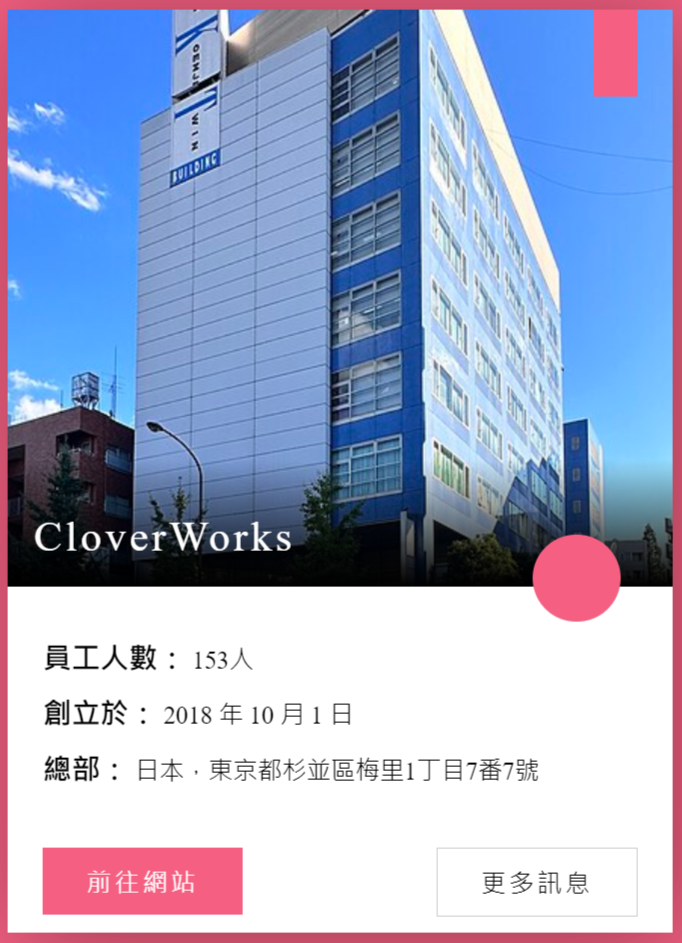 WIN
BUILDING
CloverWorks
員工人數： 153人
創立於： 2018 年 10 月 1 日
總部： 日本，東京都杉並區梅里1丁目7番7號
前往網站
更多訊息